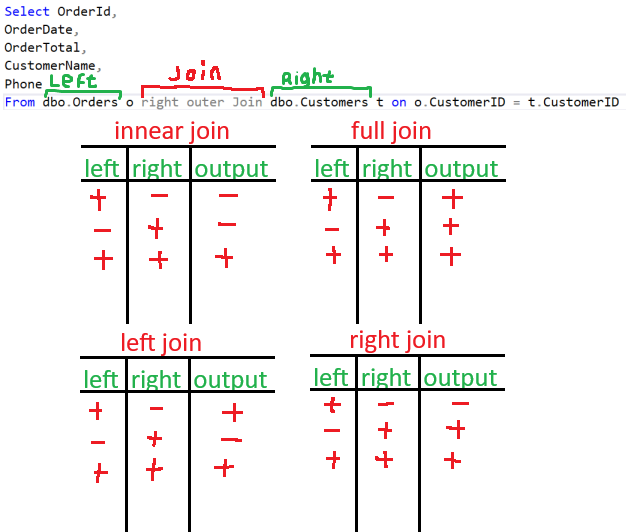 Select OrderId,
OrderDate,
OrderTotal,
CustomerName,
Phone
Left Join Right
From dbo.Orders o right outer Join dbo.Customers t on o.CustomerID = t.CustomerID
innear join
left right output
+ - -
- + -
+ + +
full join
left right output
+ - +
- + +
+ + +
left join
left right output
+ - +
- + -
+ + +
right join
left right output
+ - -
- + +
+ + +